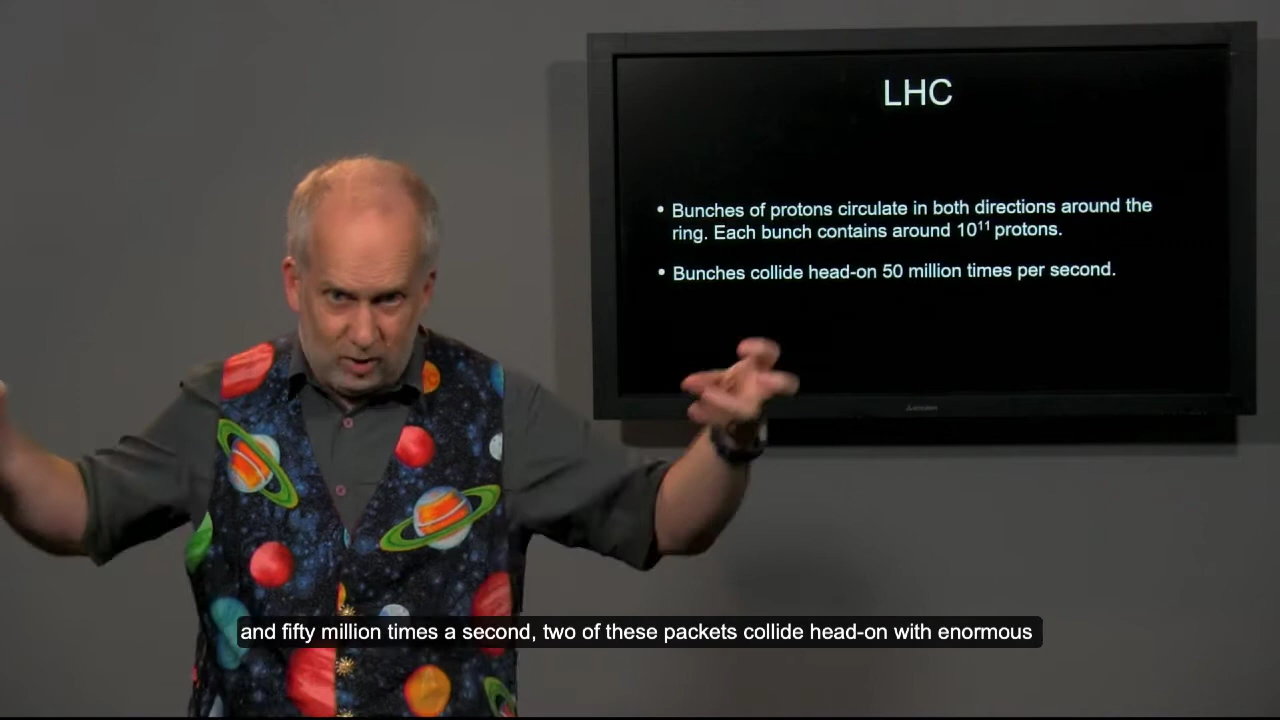 LHC
• Bunches of protons circulate in both directions around the
ring. Each bunch contains around 10¹¹ protons.
• Bunches collide head-on 50 million times per second.
and fifty million times a second, two of these packets collide head-on with enormous